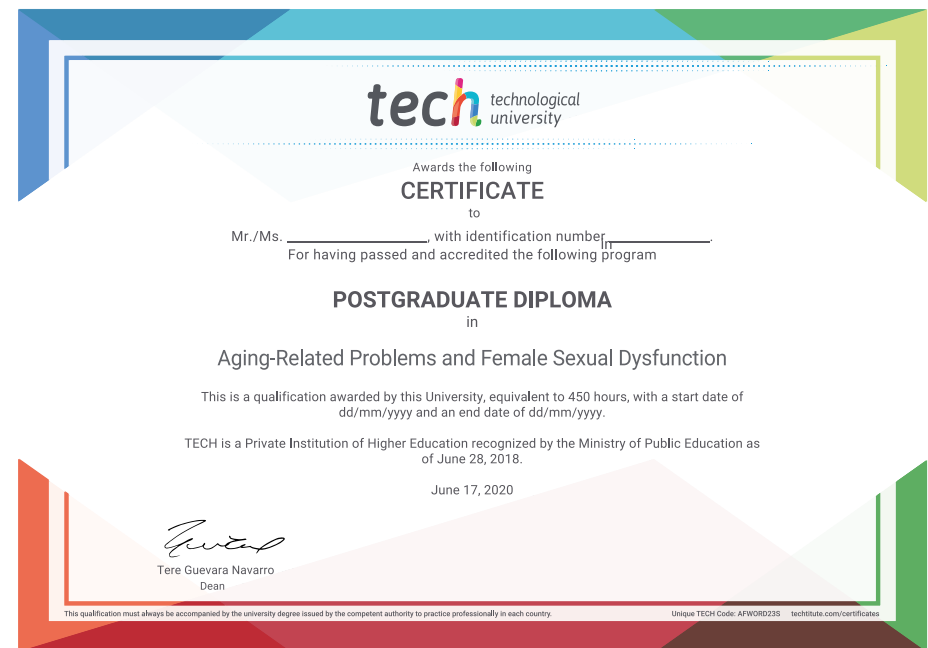 tech technological
university
Awards the following
CERTIFICATE
to
Mr./Ms. ____________, with identification number____________.
In
For having passed and accredited the following program
POSTGRADUATE DIPLOMA
in
Aging-Related Problems and Female Sexual Dysfunction
This is a qualification awarded by this University, equivalent to 450 hours, with a start date of
dd/mm/yyyy and an end date of dd/mm/yyyy.
TECH is a Private Institution of Higher Education recognized by the Ministry of Public Education as
of June 28, 2018.
June 17, 2020
Tere Guevara Navarro
Dean
This qualification must always be accompanied by the university degree issued by the competent authority to practice professionally in each country. Unique TECH Code: AFWORD23S techtitute.com/certificates